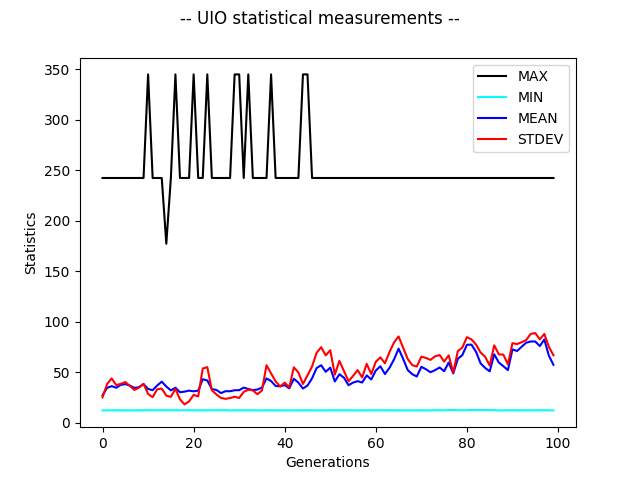 -- UIO statistical measurements --
350
300
250
200
150
100
50
0
Statistics
MAX
MIN
MEAN
STDEV
0 20 40 60 80 100
Generations